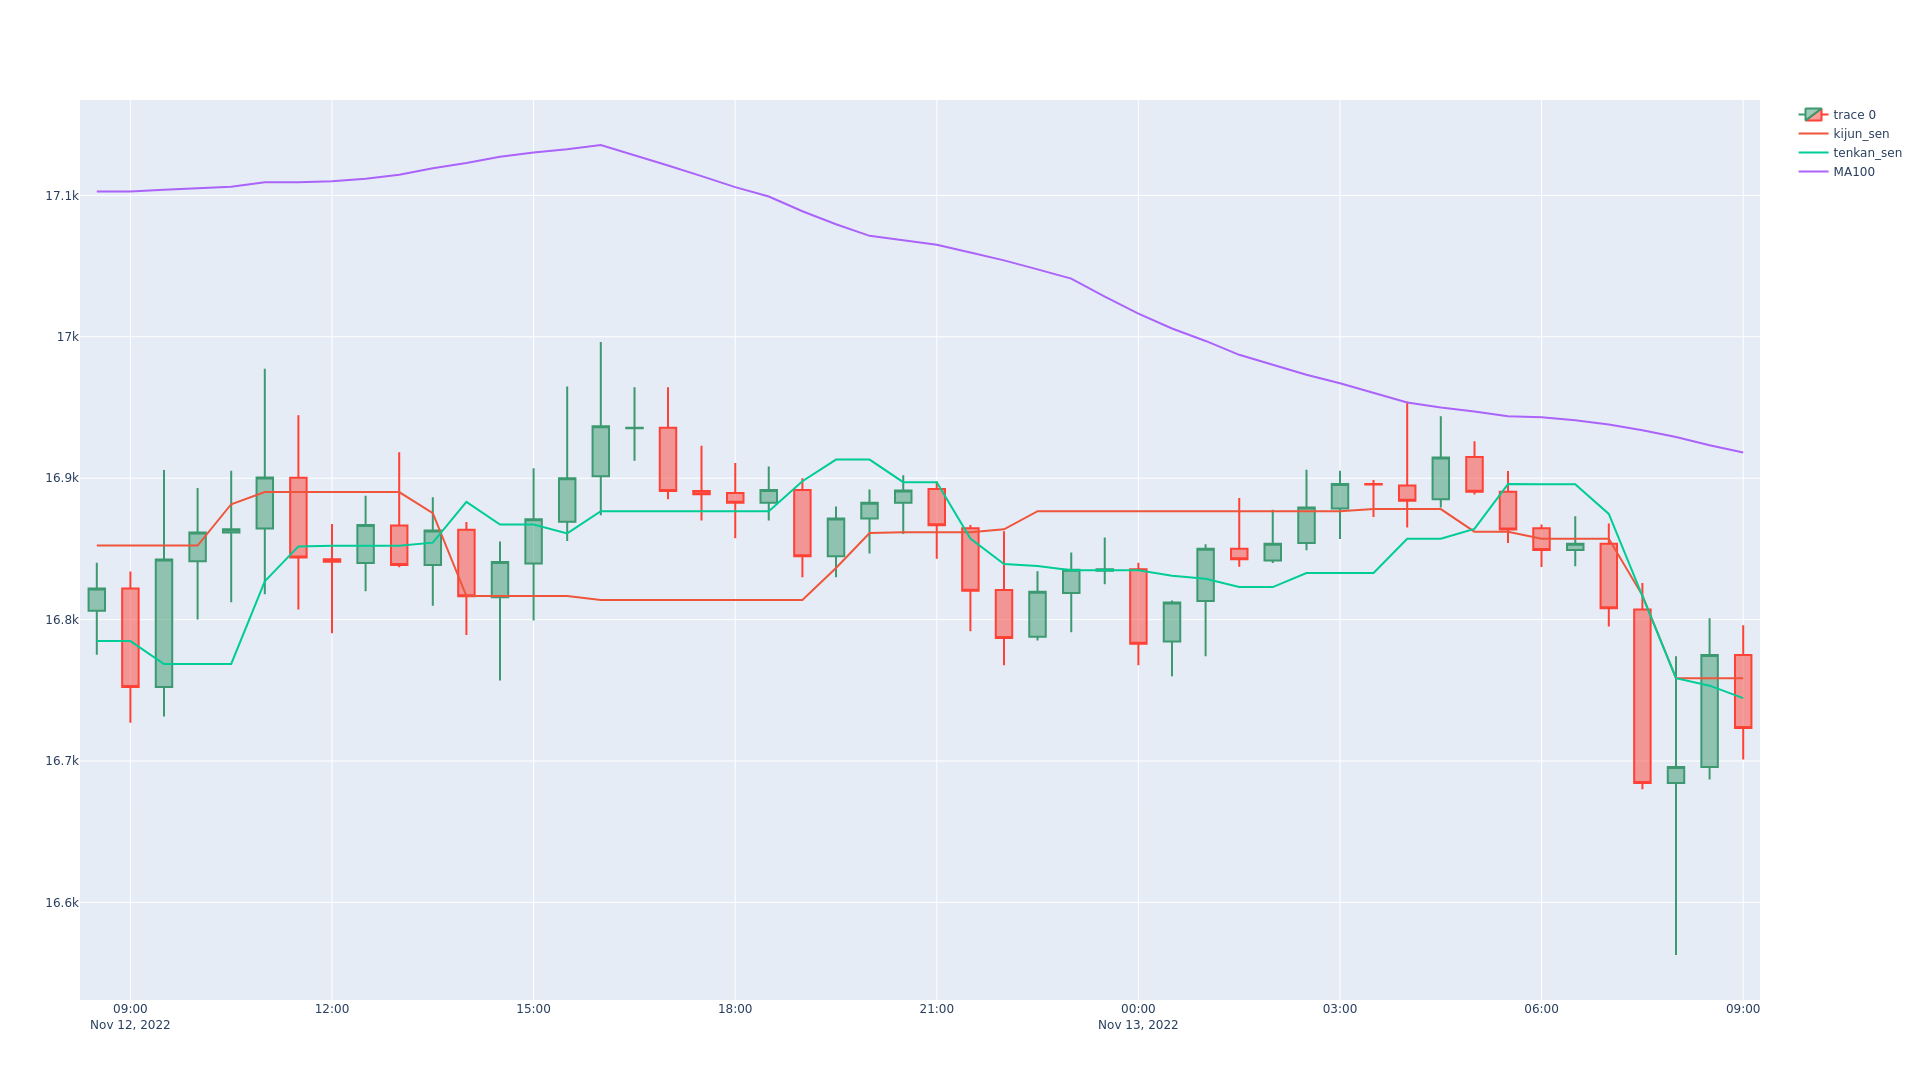 trace 0
kijun_sen
tenkan_sen
MA100
17.1k
17k
16.9k
16.8k
16.7k
16.6k
09:00 12:00 15:00 18:00 21:00 00:00 03:00 06:00 09:00
Nov 12, 2022 Nov 13, 2022